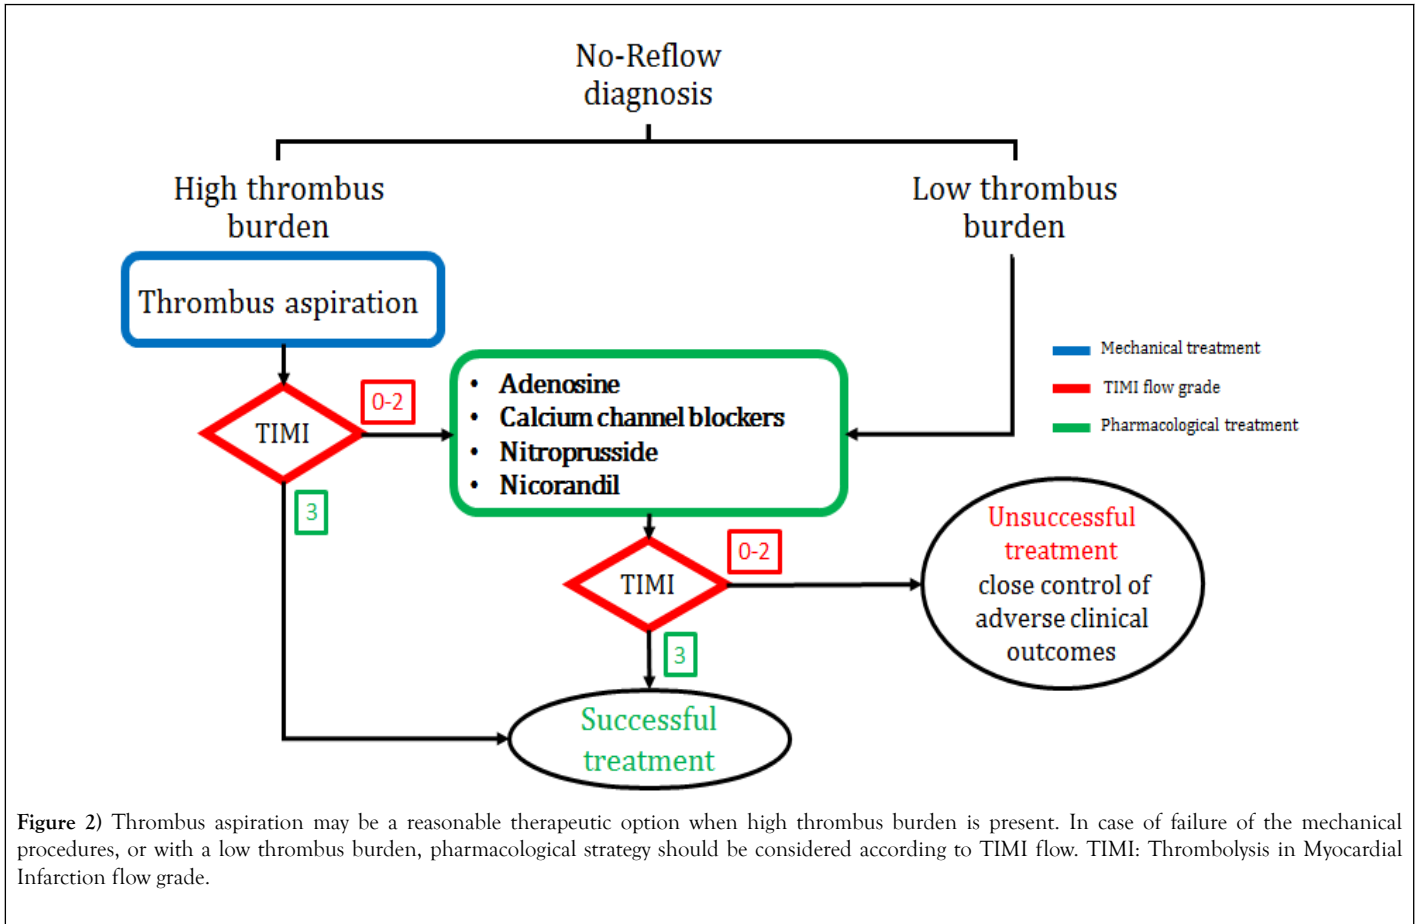 No-Reflow
diagnosis
High thrombus
burden
Low thrombus
burden
Thrombus aspiration
Mechanical treatment
TIMI flow grade
Pharmacological treatment
TIMI
0-2
3
• Adenosine
• Calcium channel blockers
• Nitroprusside
• Nicorandil
TIMI
0-2
3
Unsuccessful
treatment
close control of
adverse clinical
outcomes
Successful
treatment
Figure 2) Thrombus aspiration may be a reasonable therapeutic option when high thrombus burden is present. In case of failure of the mechanical
procedures, or with a low thrombus burden, pharmacological strategy should be considered according to TIMI flow. TIMI: Thrombolysis in Myocardial
Infarction flow grade.